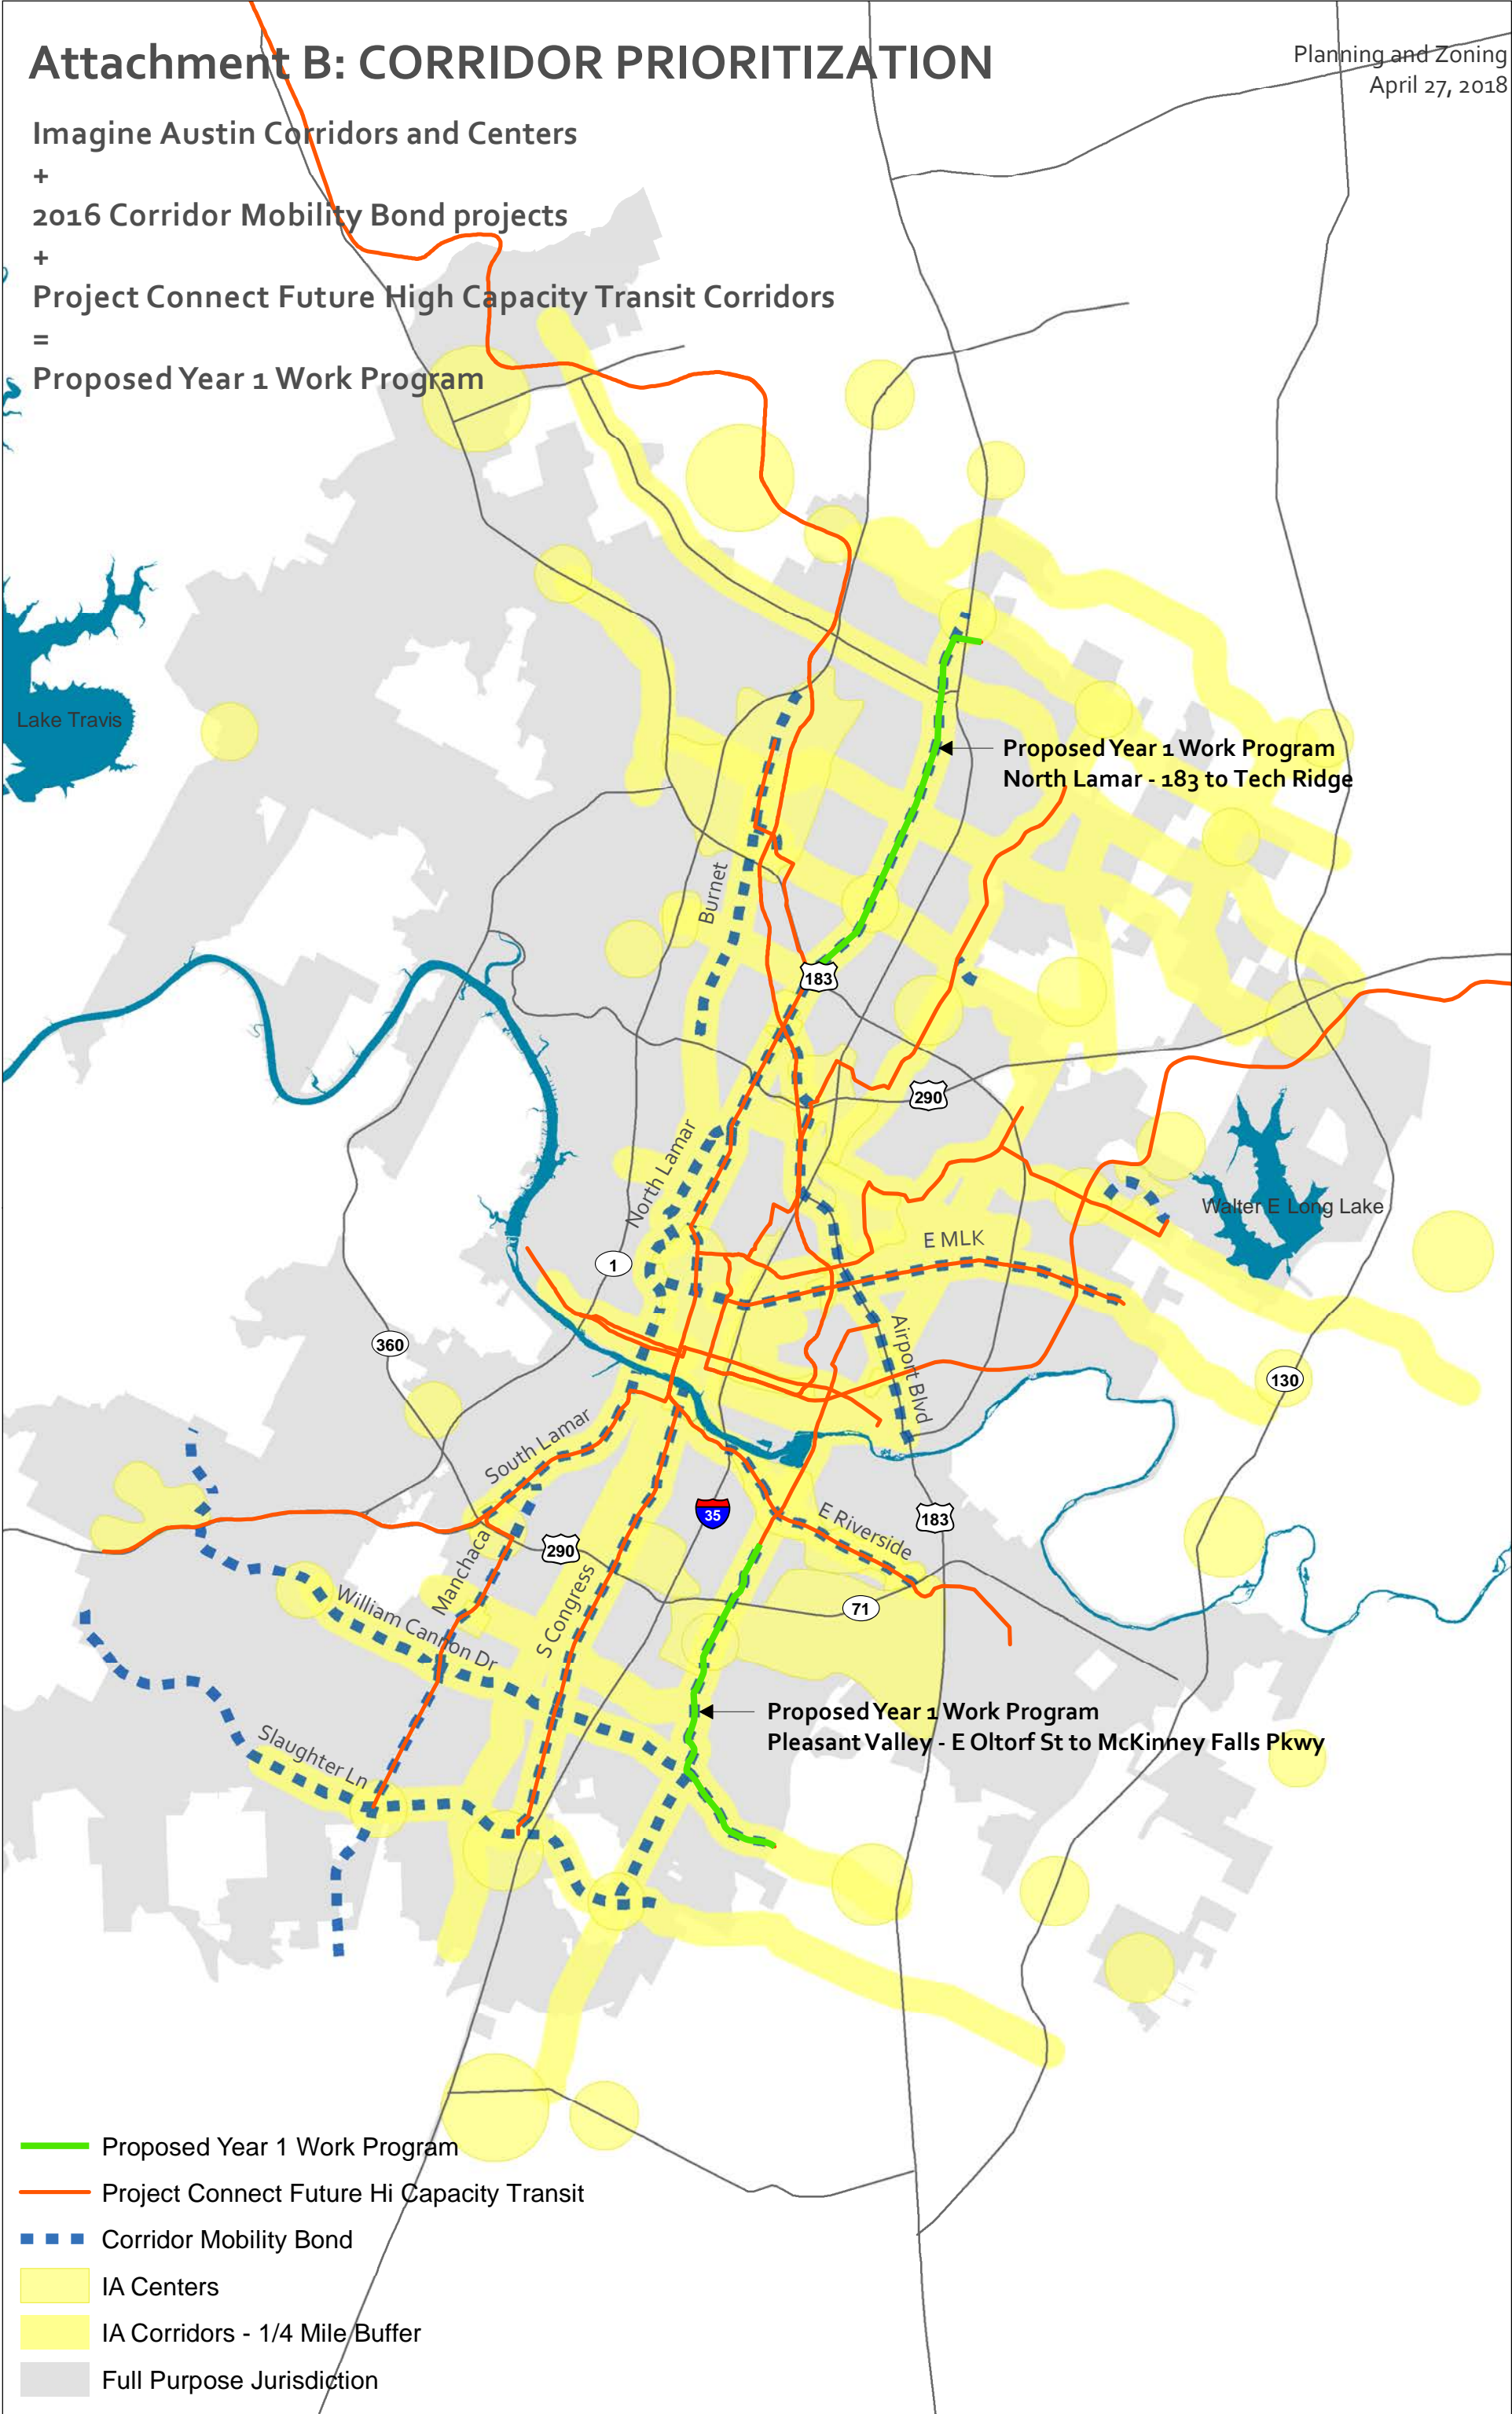 Attachment B: CORRIDOR PRIORITIZATION
Planning and Zoning
April 27, 2018
Imagine Austin Corridors and Centers
+
2016 Corridor Mobility Bond projects
+
Project Connect Future High Capacity Transit Corridors
=
Proposed Year 1 Work Program
Lake Travis
Proposed Year 1 Work Program
North Lamar - 183 to Tech Ridge
Burnet
183
290
North Lamar
Walter E Long Lake
E MLK
1
360
Airport Blvd
130
South Lamar
35
E Riverside
183
290
Manchaca
William Cannon Dr
S Congress
71
Proposed Year 1 Work Program
Pleasant Valley - E Oltorf St to McKinney Falls Pkwy
Slaughter Ln
Proposed Year 1 Work Program
Project Connect Future Hi Capacity Transit
Corridor Mobility Bond
IA Centers
IA Corridors - 1/4 Mile Buffer
Full Purpose Jurisdiction